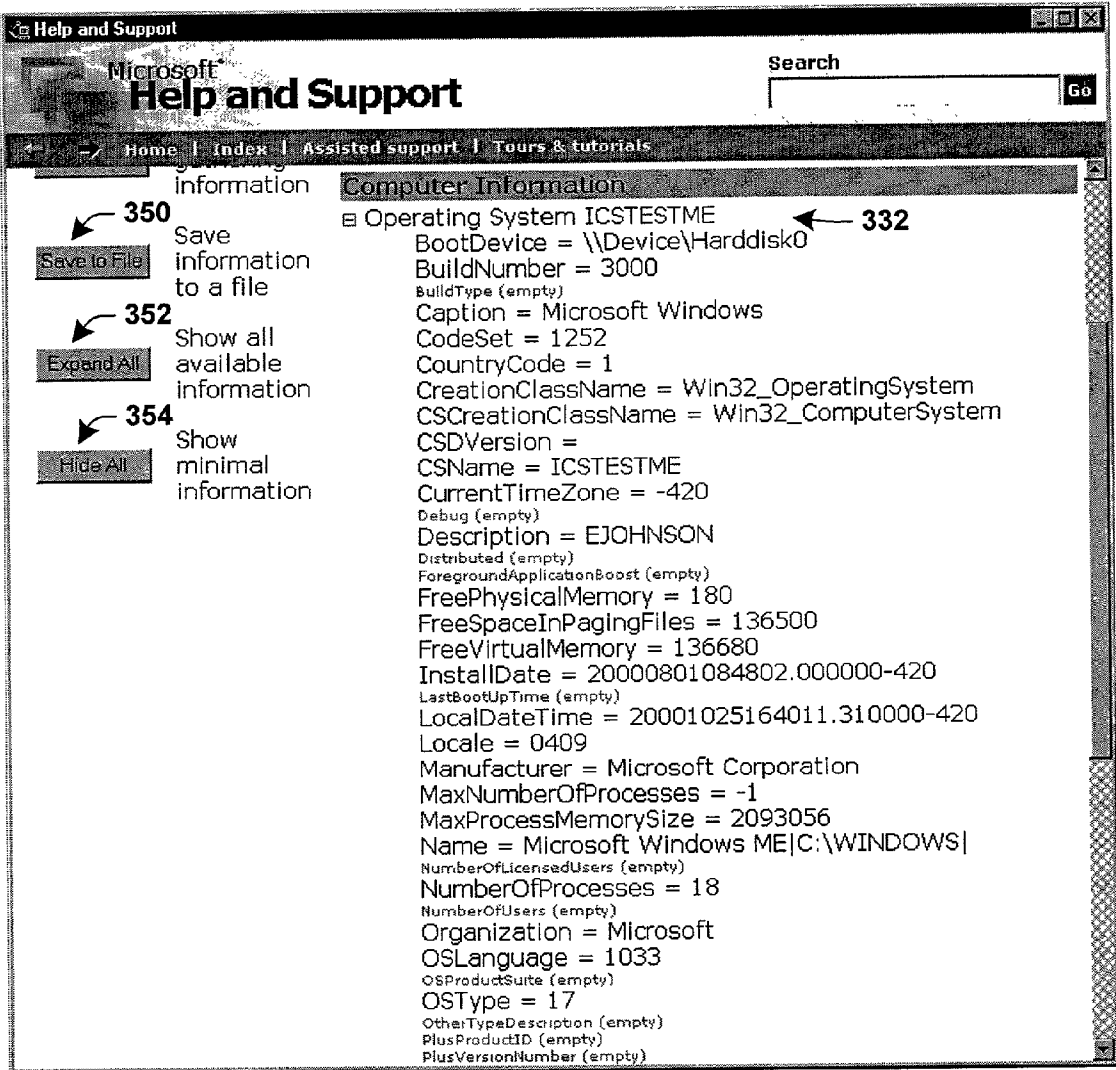 Help and Support
Microsoft
Help and Support
Search
Go
Home | Index | Assisted support | Tours & tutorials
information
350
Save to File
Save
information
to a file
352
Expand All
Show all
available
information
354
Hide All
Show
minimal
information
Computer Information
Operating System ICSTESTME
332
BootDevice = \\Device\Harddisk0
BuildNumber = 3000
BuildType (empty)
Caption = Microsoft Windows
CodeSet = 1252
CountryCode = 1
CreationClassName = Win32_OperatingSystem
CSCreationClassName = Win32_ComputerSystem
CSDVersion =
CSName = ICSTESTME
CurrentTimeZone = -420
Debug (empty)
Description = EJOHNSON
Distributed (empty)
ForegroundApplicationBoost (empty)
FreePhysicalMemory = 180
FreeSpaceInPagingFiles = 136500
FreeVirtualMemory = 136680
InstallDate = 20000801084802.000000-420
LastBootUpTime (empty)
LocalDateTime = 20001025164011.310000-420
Locale = 0409
Manufacturer = Microsoft Corporation
MaxNumberOfProcesses = -1
MaxProcessMemorySize = 2093056
Name = Microsoft Windows ME|C:\WINDOWS|
NumberOfLicensedUsers (empty)
NumberOfProcesses = 18
NumberOfUsers (empty)
Organization = Microsoft
OSLanguage = 1033
OSProductSuite (empty)
OSType = 17
OtherTypeDescription (empty)
PlusProductID (empty)
PlusVersionNumber (empty)